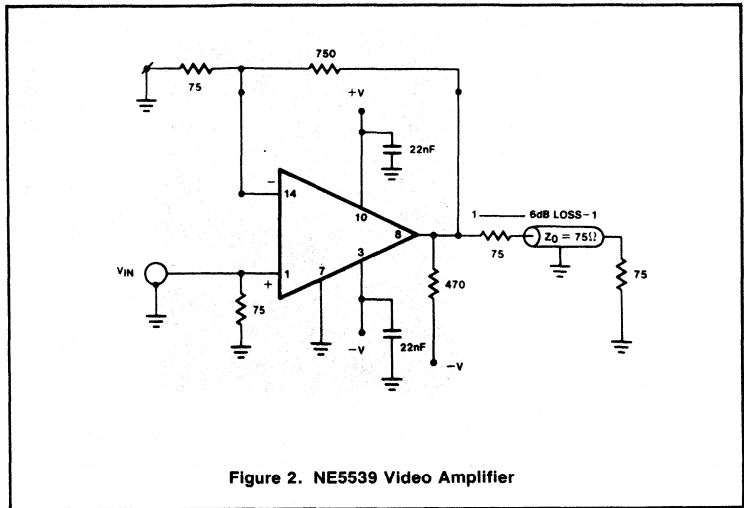 750
75
+V
22nF
−
14
10
1 6dB LOSS-1
8
Z0 = 75Ω
75
VIN
1
7
3
+
75
470
75
−V
22nF
−V
Figure 2. NE5539 Video Amplifier